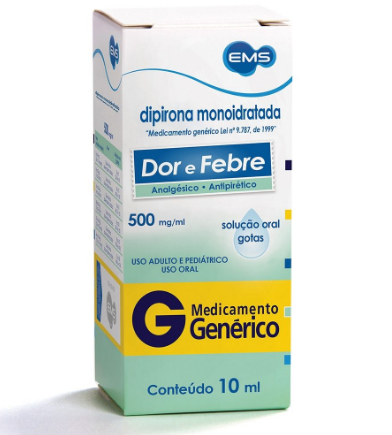 EMS
dipirona monoidratada
"Medicamento genérico Lei nº 9.787, de 1999"
Dor e Febre
Analgésico • Antipirético
500 mg/ml
solução oral
gotas
USO ADULTO E PEDIÁTRICO
USO ORAL
G Medicamento
Genérico
Conteúdo 10 ml